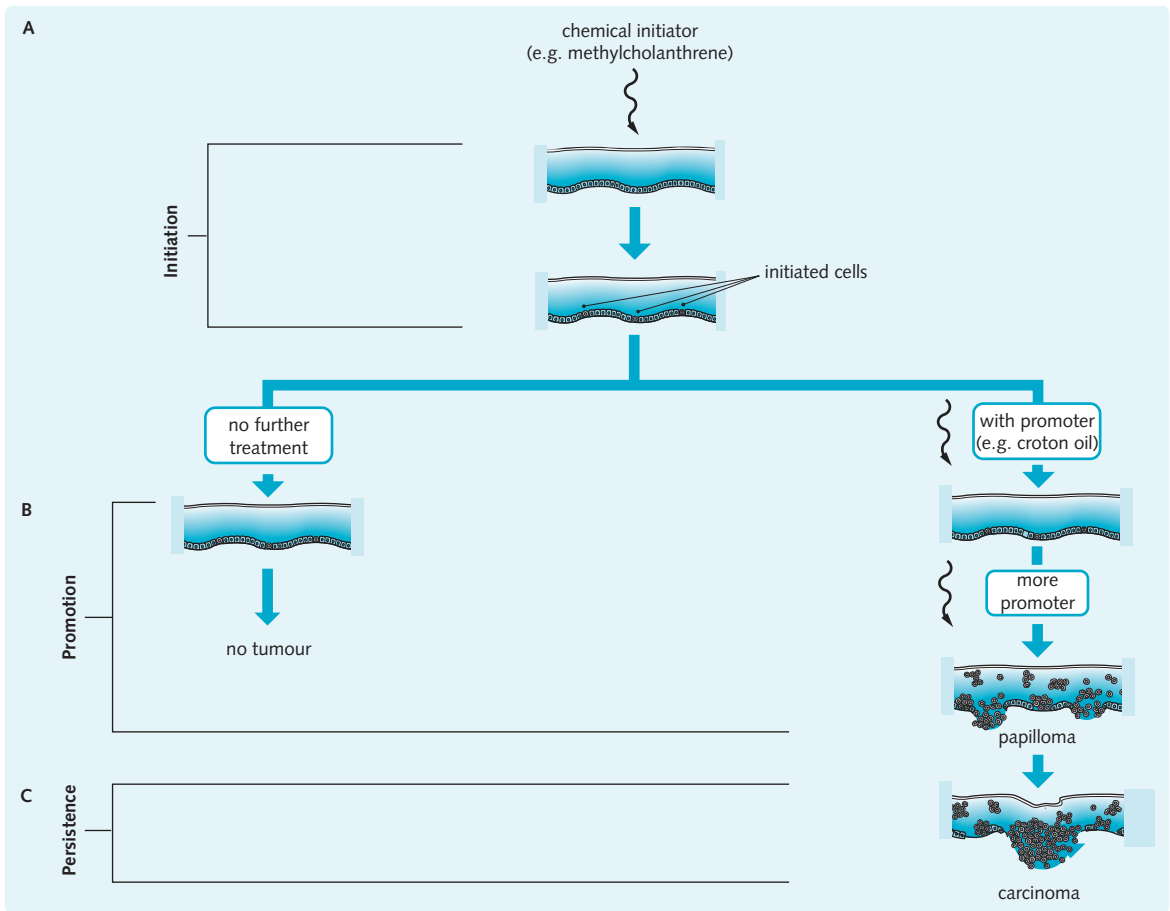 A
chemical initiator
(e.g. methylcholanthrene)
Initiation
initiated cells
no further
treatment
with promoter
(e.g. croton oil)
B
Promotion
no tumour
more
promoter
papilloma
C
Persistence
carcinoma